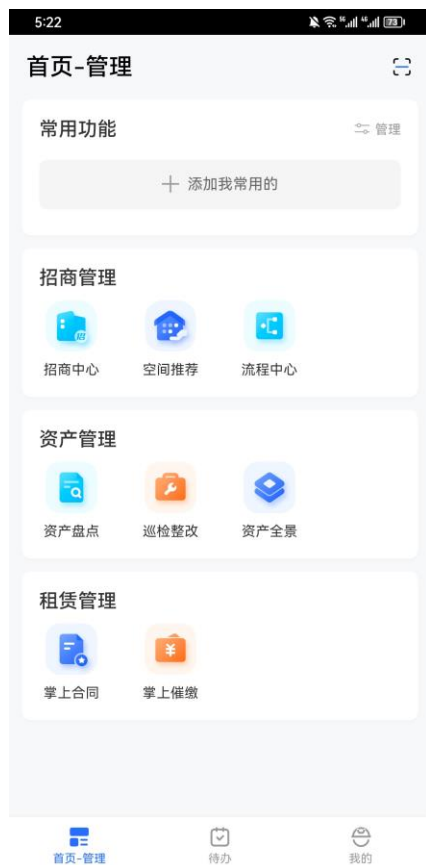 5:22
73
首页-管理
常用功能
管理
添加我常用的
招商管理
招
招商中心 空间推荐 流程中心
资产管理
资产盘点 巡检整改 资产全景
租赁管理
¥
掌上合同 掌上催缴
首页-管理 待办 我的